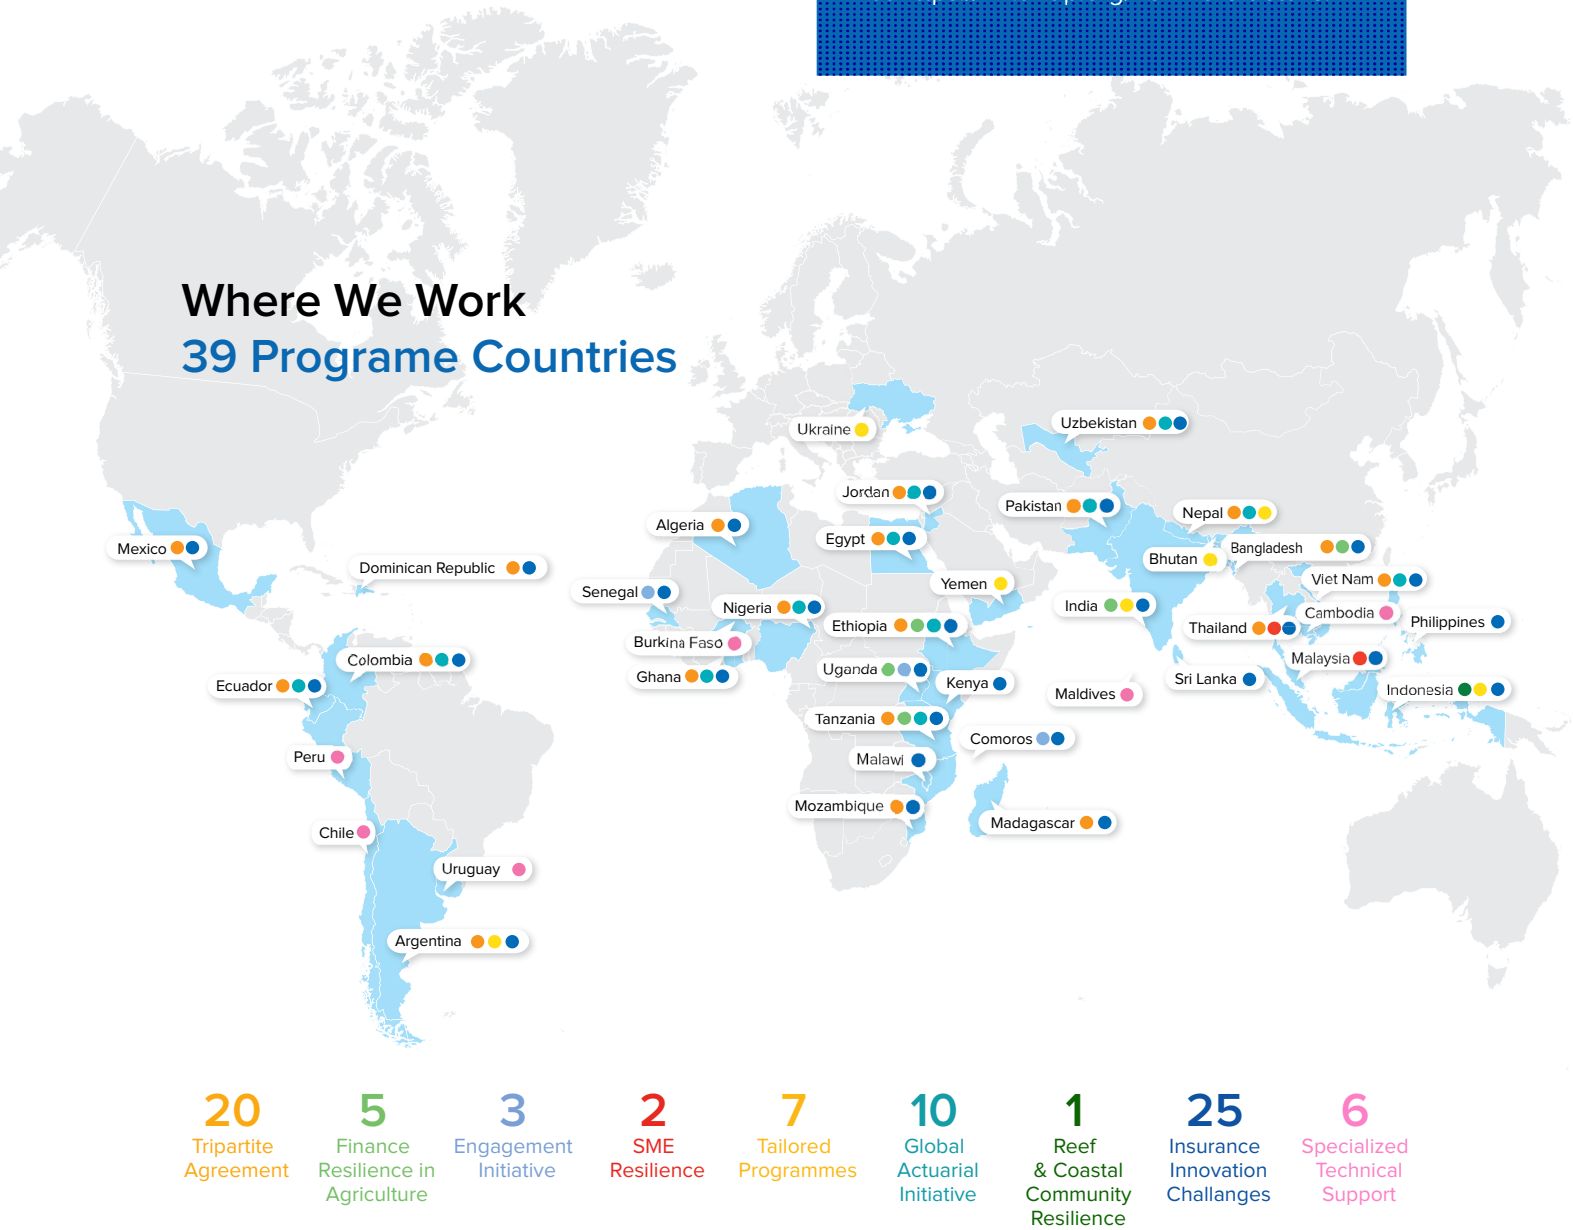 Where We Work
39 Programe Countries
Ukraine
Uzbekistan
Jordan
Pakistan
Nepal
Algeria
Egypt
Mexico
Bangladesh
Bhutan
Dominican Republic
Yemen
Viet Nam
Senegal
Nigeria
India
Cambodia
Ethiopia
Philippines
Thailand
Burkina Faso
Colombia
Malaysia
Uganda
Ghana
Kenya
Sri Lanka
Ecuador
Maldives
Indonesia
Tanzania
Comoros
Peru
Malawi
Mozambique
Madagascar
Chile
Uruguay
Argentina
20
Tripartite
Agreement
5
Finance
Resilience in
Agriculture
3
Engagement
Initiative
2
SME
Resilience
7
Tailored
Programmes
10
Global
Actuarial
Initiative
1
Reef
& Coastal
Community
Resilience
25
Insurance
Innovation
Challanges
6
Specialized
Technical
Support